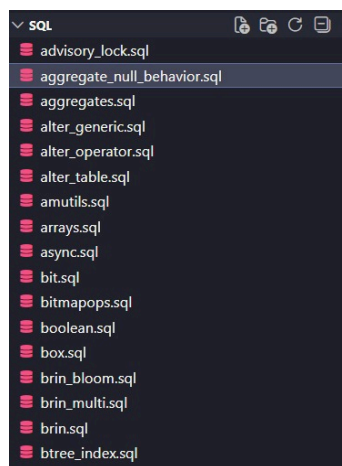 SQL
advisory_lock.sql
aggregate_null_behavior.sql
aggregates.sql
alter_generic.sql
alter_operator.sql
alter_table.sql
amutils.sql
arrays.sql
async.sql
bit.sql
bitmapops.sql
boolean.sql
box.sql
brin_bloom.sql
brin_multi.sql
brin.sql
btree_index.sql